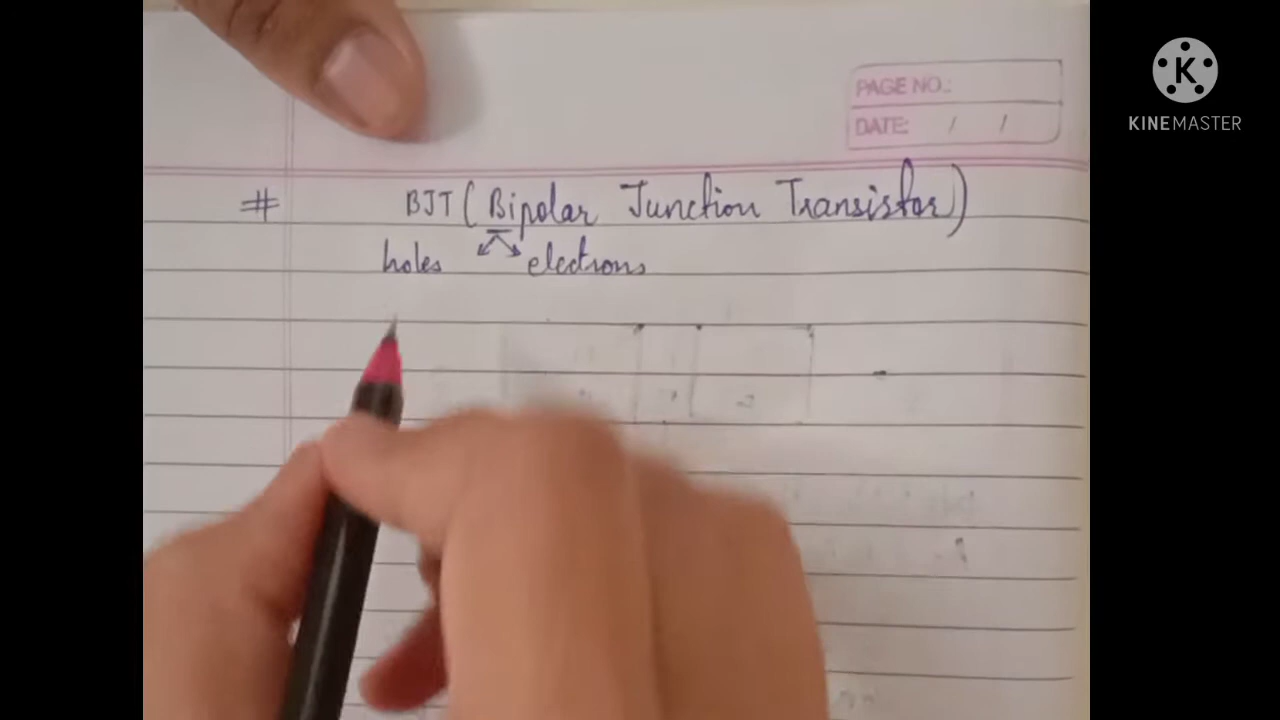 PAGE NO.:
DATE: / /
K
KINEMASTER
# BJT (Bipolar Junction Transistor)
holes electrons